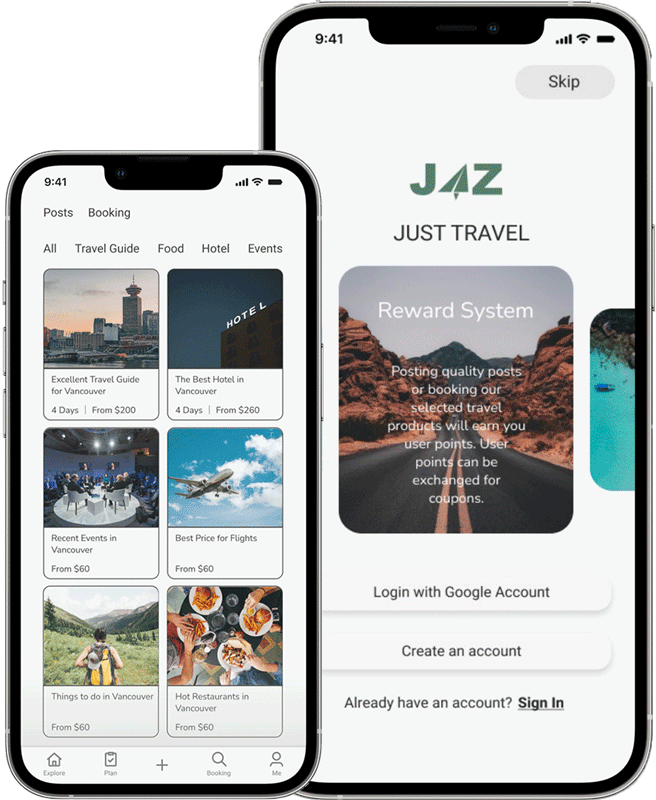 9:41
Skip
JAZ
JUST TRAVEL
Reward System
Posting quality posts
or booking our
selected travel
products will earn you
user points. User
points can be
exchanged for
coupons.
Login with Google Account
Create an account
Already have an account? Sign In
9:41
Posts Booking
All Travel Guide Food Hotel Events
HOTEL
Excellent Travel Guide
for Vancouver
4 Days | From $200
The Best Hotel in
Vancouver
4 Days | From $260
Recent Events in
Vancouver
From $60
Best Price for Flights
From $60
Things to do in Vancouver
From $60
Hot Restaurants in
Vancouver
From $60
Explore Plan Booking Me